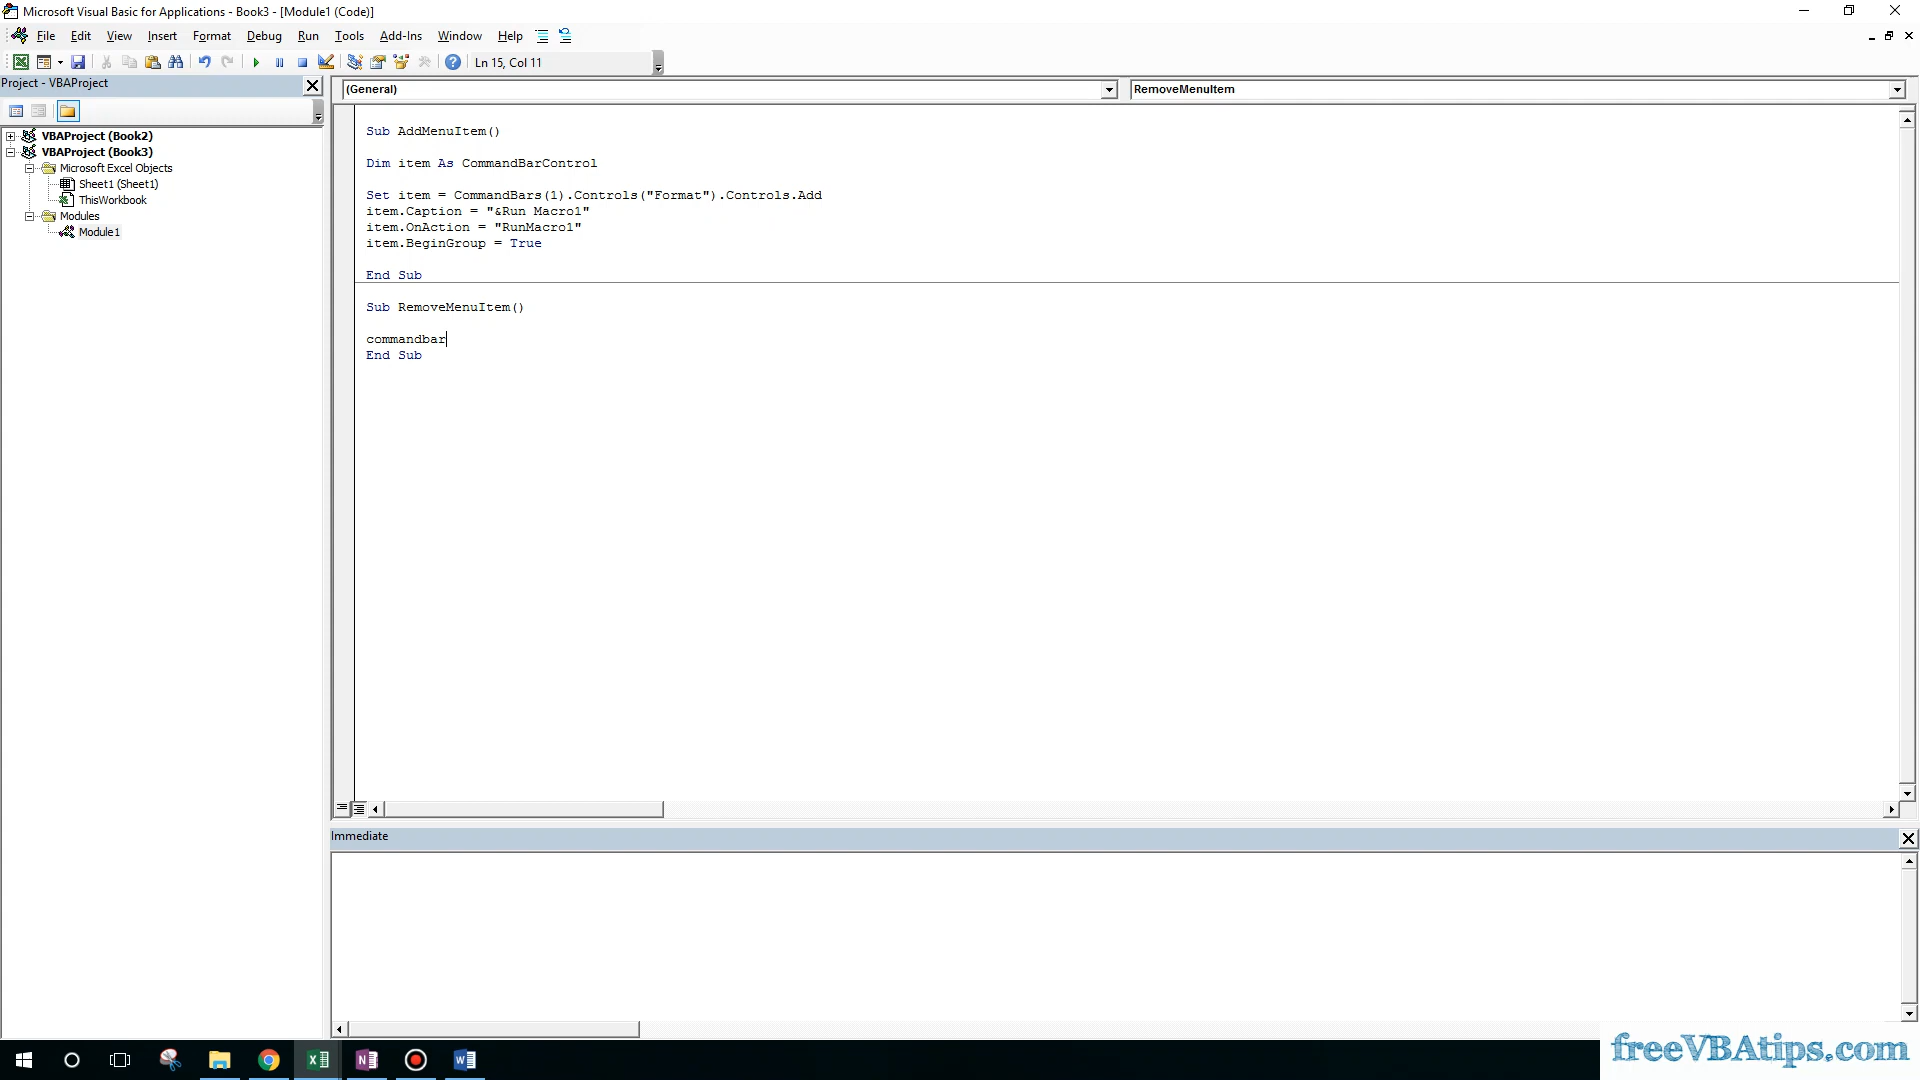 Microsoft Visual Basic for Applications - Book3 - [Module1 (Code)]
File Edit View Insert Format Debug Run Tools Add-Ins Window Help
Ln 15, Col 11
Project - VBAProject
(General)
RemoveMenuItem
VBAProject (Book2)
VBAProject (Book3)
Microsoft Excel Objects
Sheet1 (Sheet1)
ThisWorkbook
Modules
Module1
Sub AddMenuItem()
Dim item As CommandBarControl
Set item = CommandBars(1).Controls("Format").Controls.Add
item.Caption = "&Run Macro1"
item.OnAction = "RunMacro1"
item.BeginGroup = True
End Sub
Sub RemoveMenuItem()
commandbar
End Sub
Immediate
freeVBAtips.com